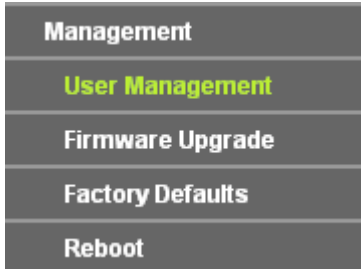 Management
User Management
Firmware Upgrade
Factory Defaults
Reboot